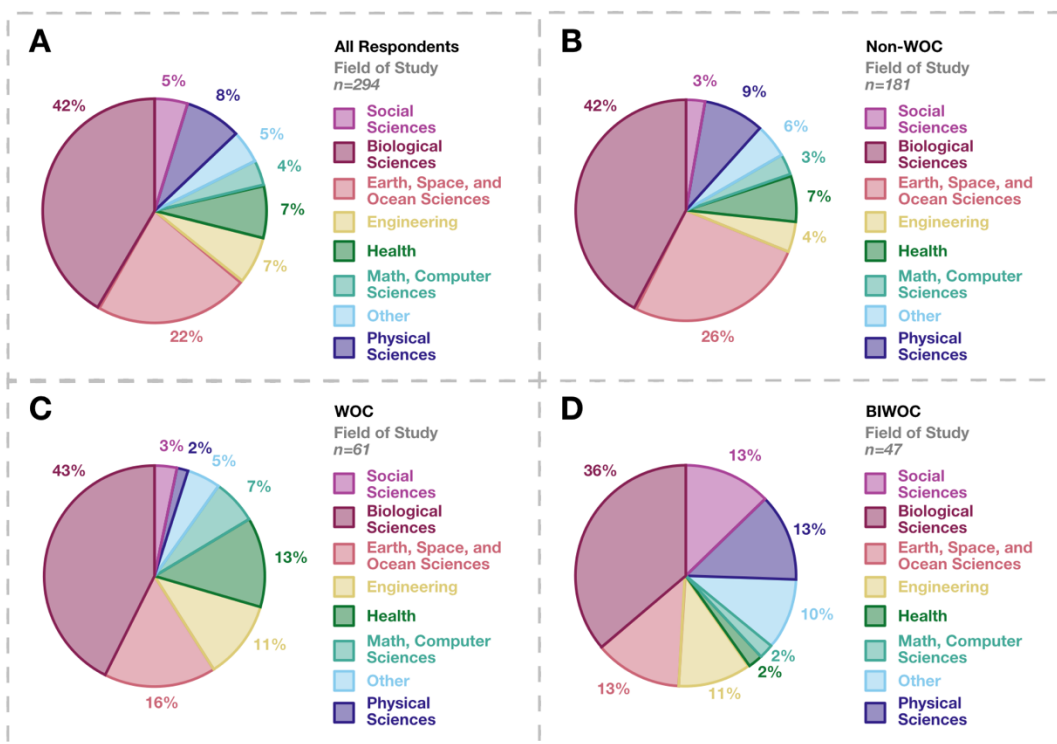 A
All Respondents
Field of Study
n=294
Social
Sciences
Biological
Sciences
Earth, Space, and
Ocean Sciences
Engineering
Health
Math, Computer
Sciences
Other
Physical
Sciences
5%
8%
5%
4%
7%
7%
22%
42%
B
Non-WOC
Field of Study
n=181
Social
Sciences
Biological
Sciences
Earth, Space, and
Ocean Sciences
Engineering
Health
Math, Computer
Sciences
Other
Physical
Sciences
3%
9%
6%
3%
7%
4%
26%
42%
C
WOC
Field of Study
n=61
Social
Sciences
Biological
Sciences
Earth, Space, and
Ocean Sciences
Engineering
Health
Math, Computer
Sciences
Other
Physical
Sciences
3%
2%
5%
7%
13%
11%
16%
43%
D
BIWOC
Field of Study
n=47
Social
Sciences
Biological
Sciences
Earth, Space, and
Ocean Sciences
Engineering
Health
Math, Computer
Sciences
Other
Physical
Sciences
13%
13%
10%
2%
2%
11%
13%
36%